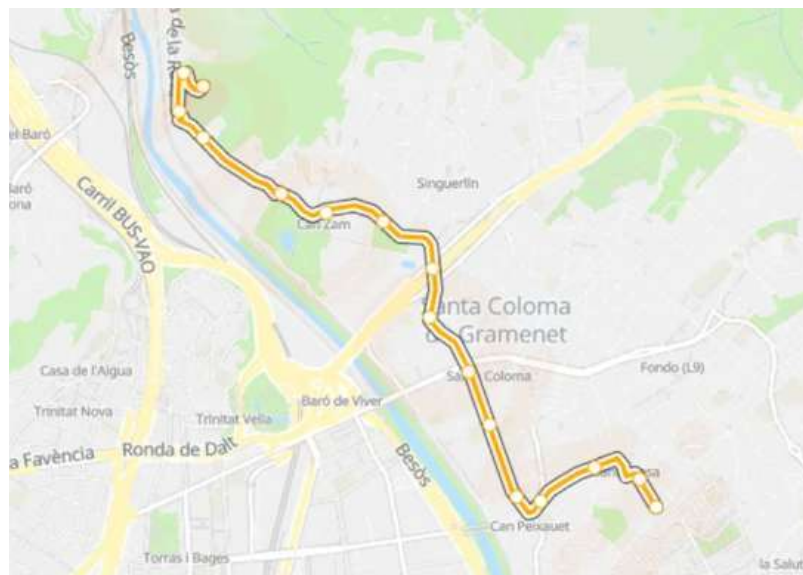 Besòs
a de la R
el Baró
Baró
ona
Carril BUS-VAO
Singuerlín
Can Zam
Santa Coloma
de Gramenet
Santa Coloma
Fondo (L9)
Casa de l'Aigua
Trinitat Nova
Trinitat Vella
Baró de Viver
a Favència
Ronda de Dalt
Besòs
Can Peixauet
Torras i Bages
la Salut